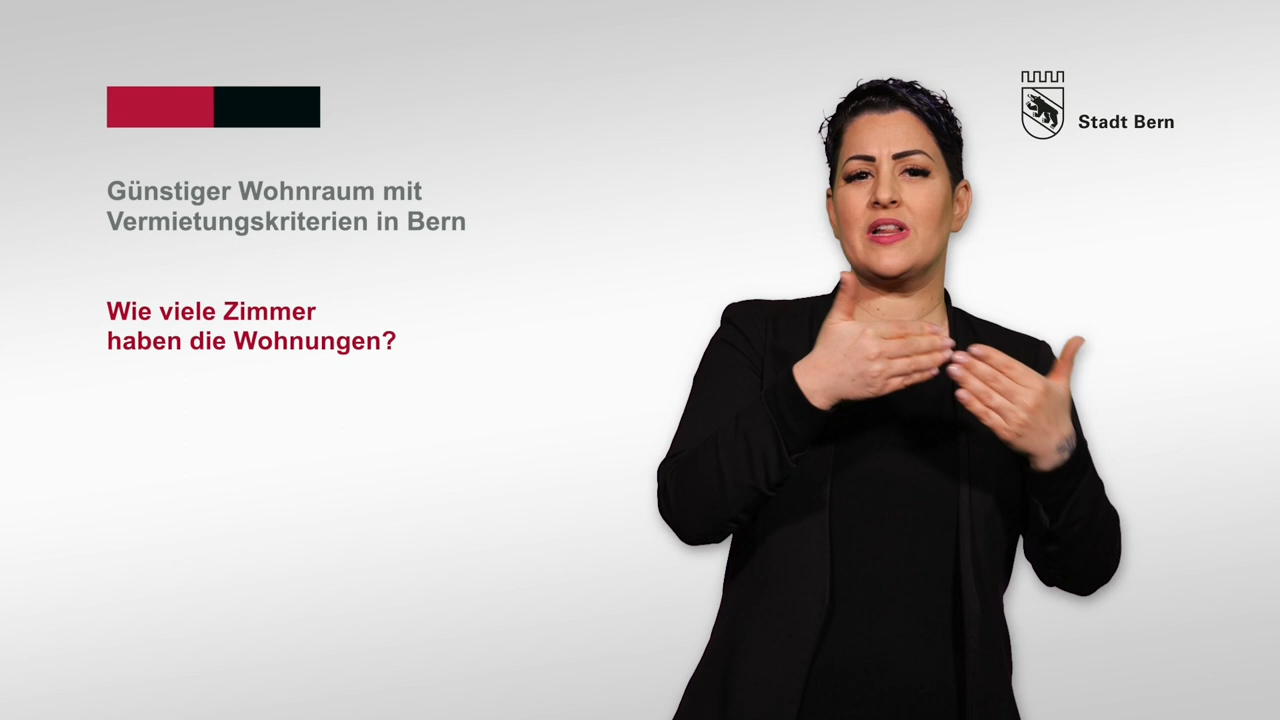 Stadt Bern
Günstiger Wohnraum mit
Vermietungskriterien in Bern
Wie viele Zimmer
haben die Wohnungen?